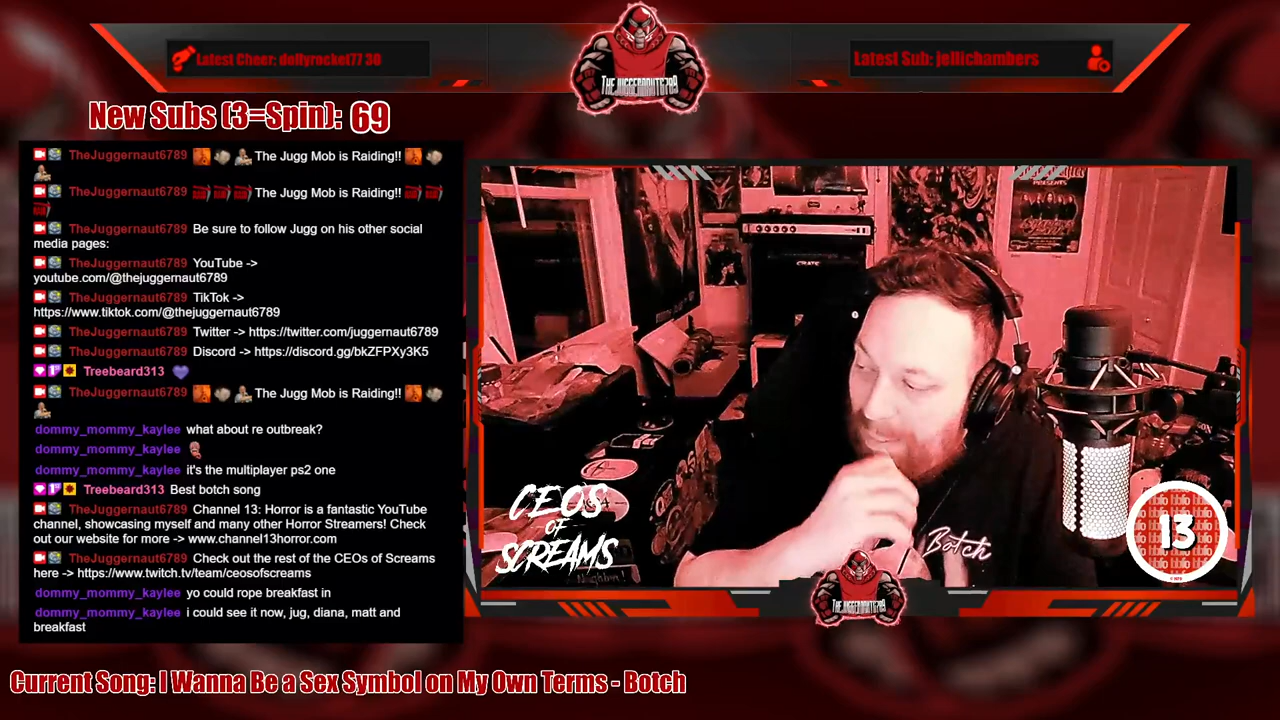 Latest Cheer: dollyrocket77 30
THEJUGGERNAUT6789
Latest Sub: jellichambers
New Subs (3=Spin): 69
TheJuggernaut6789 The Jugg Mob is Raiding!!
TheJuggernaut6789 The Jugg Mob is Raiding!!
TheJuggernaut6789 Be sure to follow Jugg on his other social
media pages:
TheJuggernaut6789 YouTube ->
youtube.com/@thejuggernaut6789
TheJuggernaut6789 TikTok ->
https://www.tiktok.com/@thejuggernaut6789
TheJuggernaut6789 Twitter -> https://twitter.com/juggernaut6789
TheJuggernaut6789 Discord -> https://discord.gg/bkZFPXy3K5
Treebeard313
TheJuggernaut6789 The Jugg Mob is Raiding!!
dommy_mommy_kaylee what about re outbreak?
dommy_mommy_kaylee
dommy_mommy_kaylee it's the multiplayer ps2 one
Treebeard313 Best botch song
TheJuggernaut6789 Channel 13: Horror is a fantastic YouTube
channel, showcasing myself and many other Horror Streamers! Check
out our website for more -> www.channel13horror.com
TheJuggernaut6789 Check out the rest of the CEOs of Screams
here -> https://www.twitch.tv/team/ceosofscreams
dommy_mommy_kaylee yo could rope breakfast in
dommy_mommy_kaylee i could see it now, jug, diana, matt and
breakfast
PRESENTS
CRATE
CEOS
OF
SCREAMS
Botch
13
THEJUGGERNAUT6789
Current Song: I Wanna Be a Sex Symbol on My Own Terms - Botch